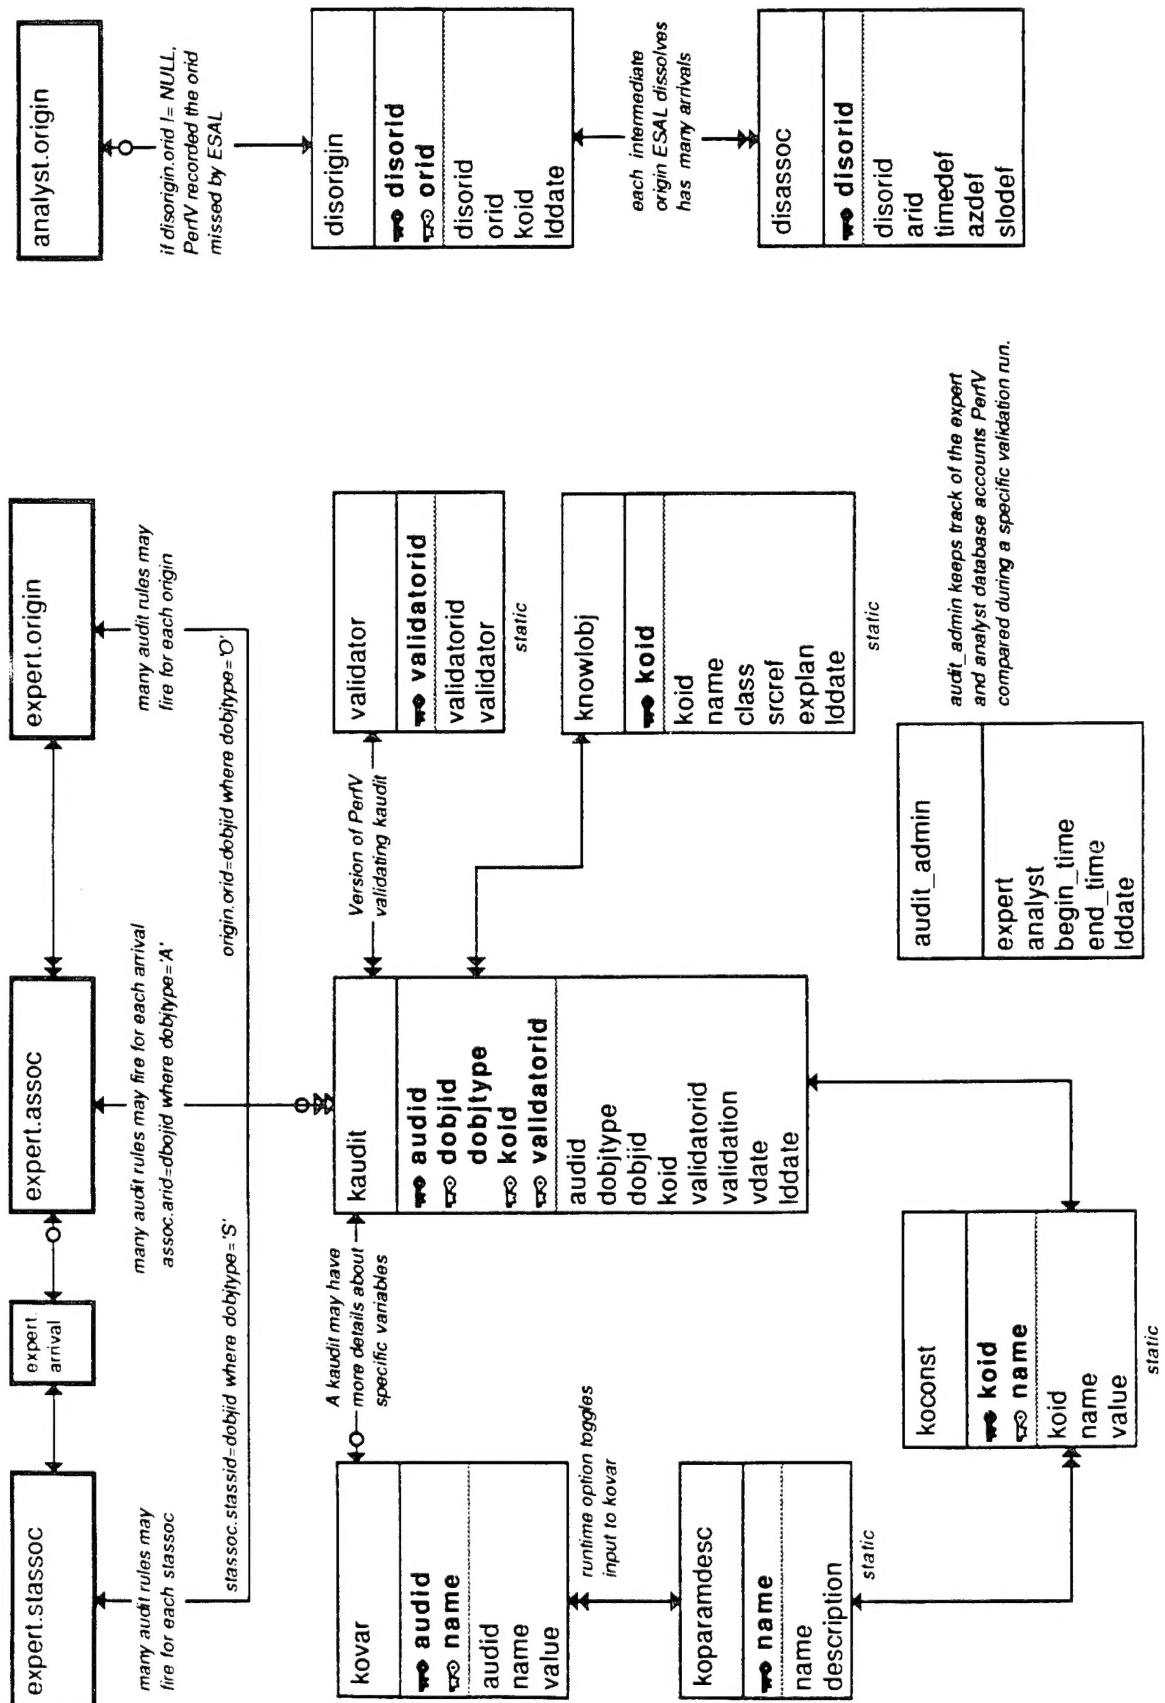 expert.stassoc
expert
arrival
expert.assoc
expert.origin
analyst.origin
many audit rules may
fire for each stassoc
many audit rules may fire for each arrival
assoc.arid=dbojid where dobjtype='A'
many audit rules may
fire for each origin
if disorigin.orid != NULL,
PerfV recorded the orid
missed by ESAL
stassoc.stassid=dobjid where dobjtype='S'
origin.orid=dobjid where dobjtype='O'
kovar
audid
name
audid
name
value
A kaudit may have
more details about
specific variables
kaudit
audid
dobjid
dobjtype
koid
validatorid
audid
dobjtype
dobjid
koid
validatorid
validation
vdate
lddate
Version of PerfV
validating kaudit
validator
validatorid
validatorid
validator
static
disorigin
disorid
orid
disorid
orid
koid
lddate
runtime option toggles
input to kovar
knowlobj
koid
koid
name
class
srcref
explan
lddate
static
each intermediate
origin ESAL dissolves
has many arrivals
koparamdesc
name
name
description
static
disassoc
disorid
disorid
arid
timedef
azdef
slodef
koconst
koid
name
koid
name
value
static
audit_admin
expert
analyst
begin_time
end_time
lddate
audit_admin keeps track of the expert
and analyst database accounts PerfV
compared during a specific validation run.